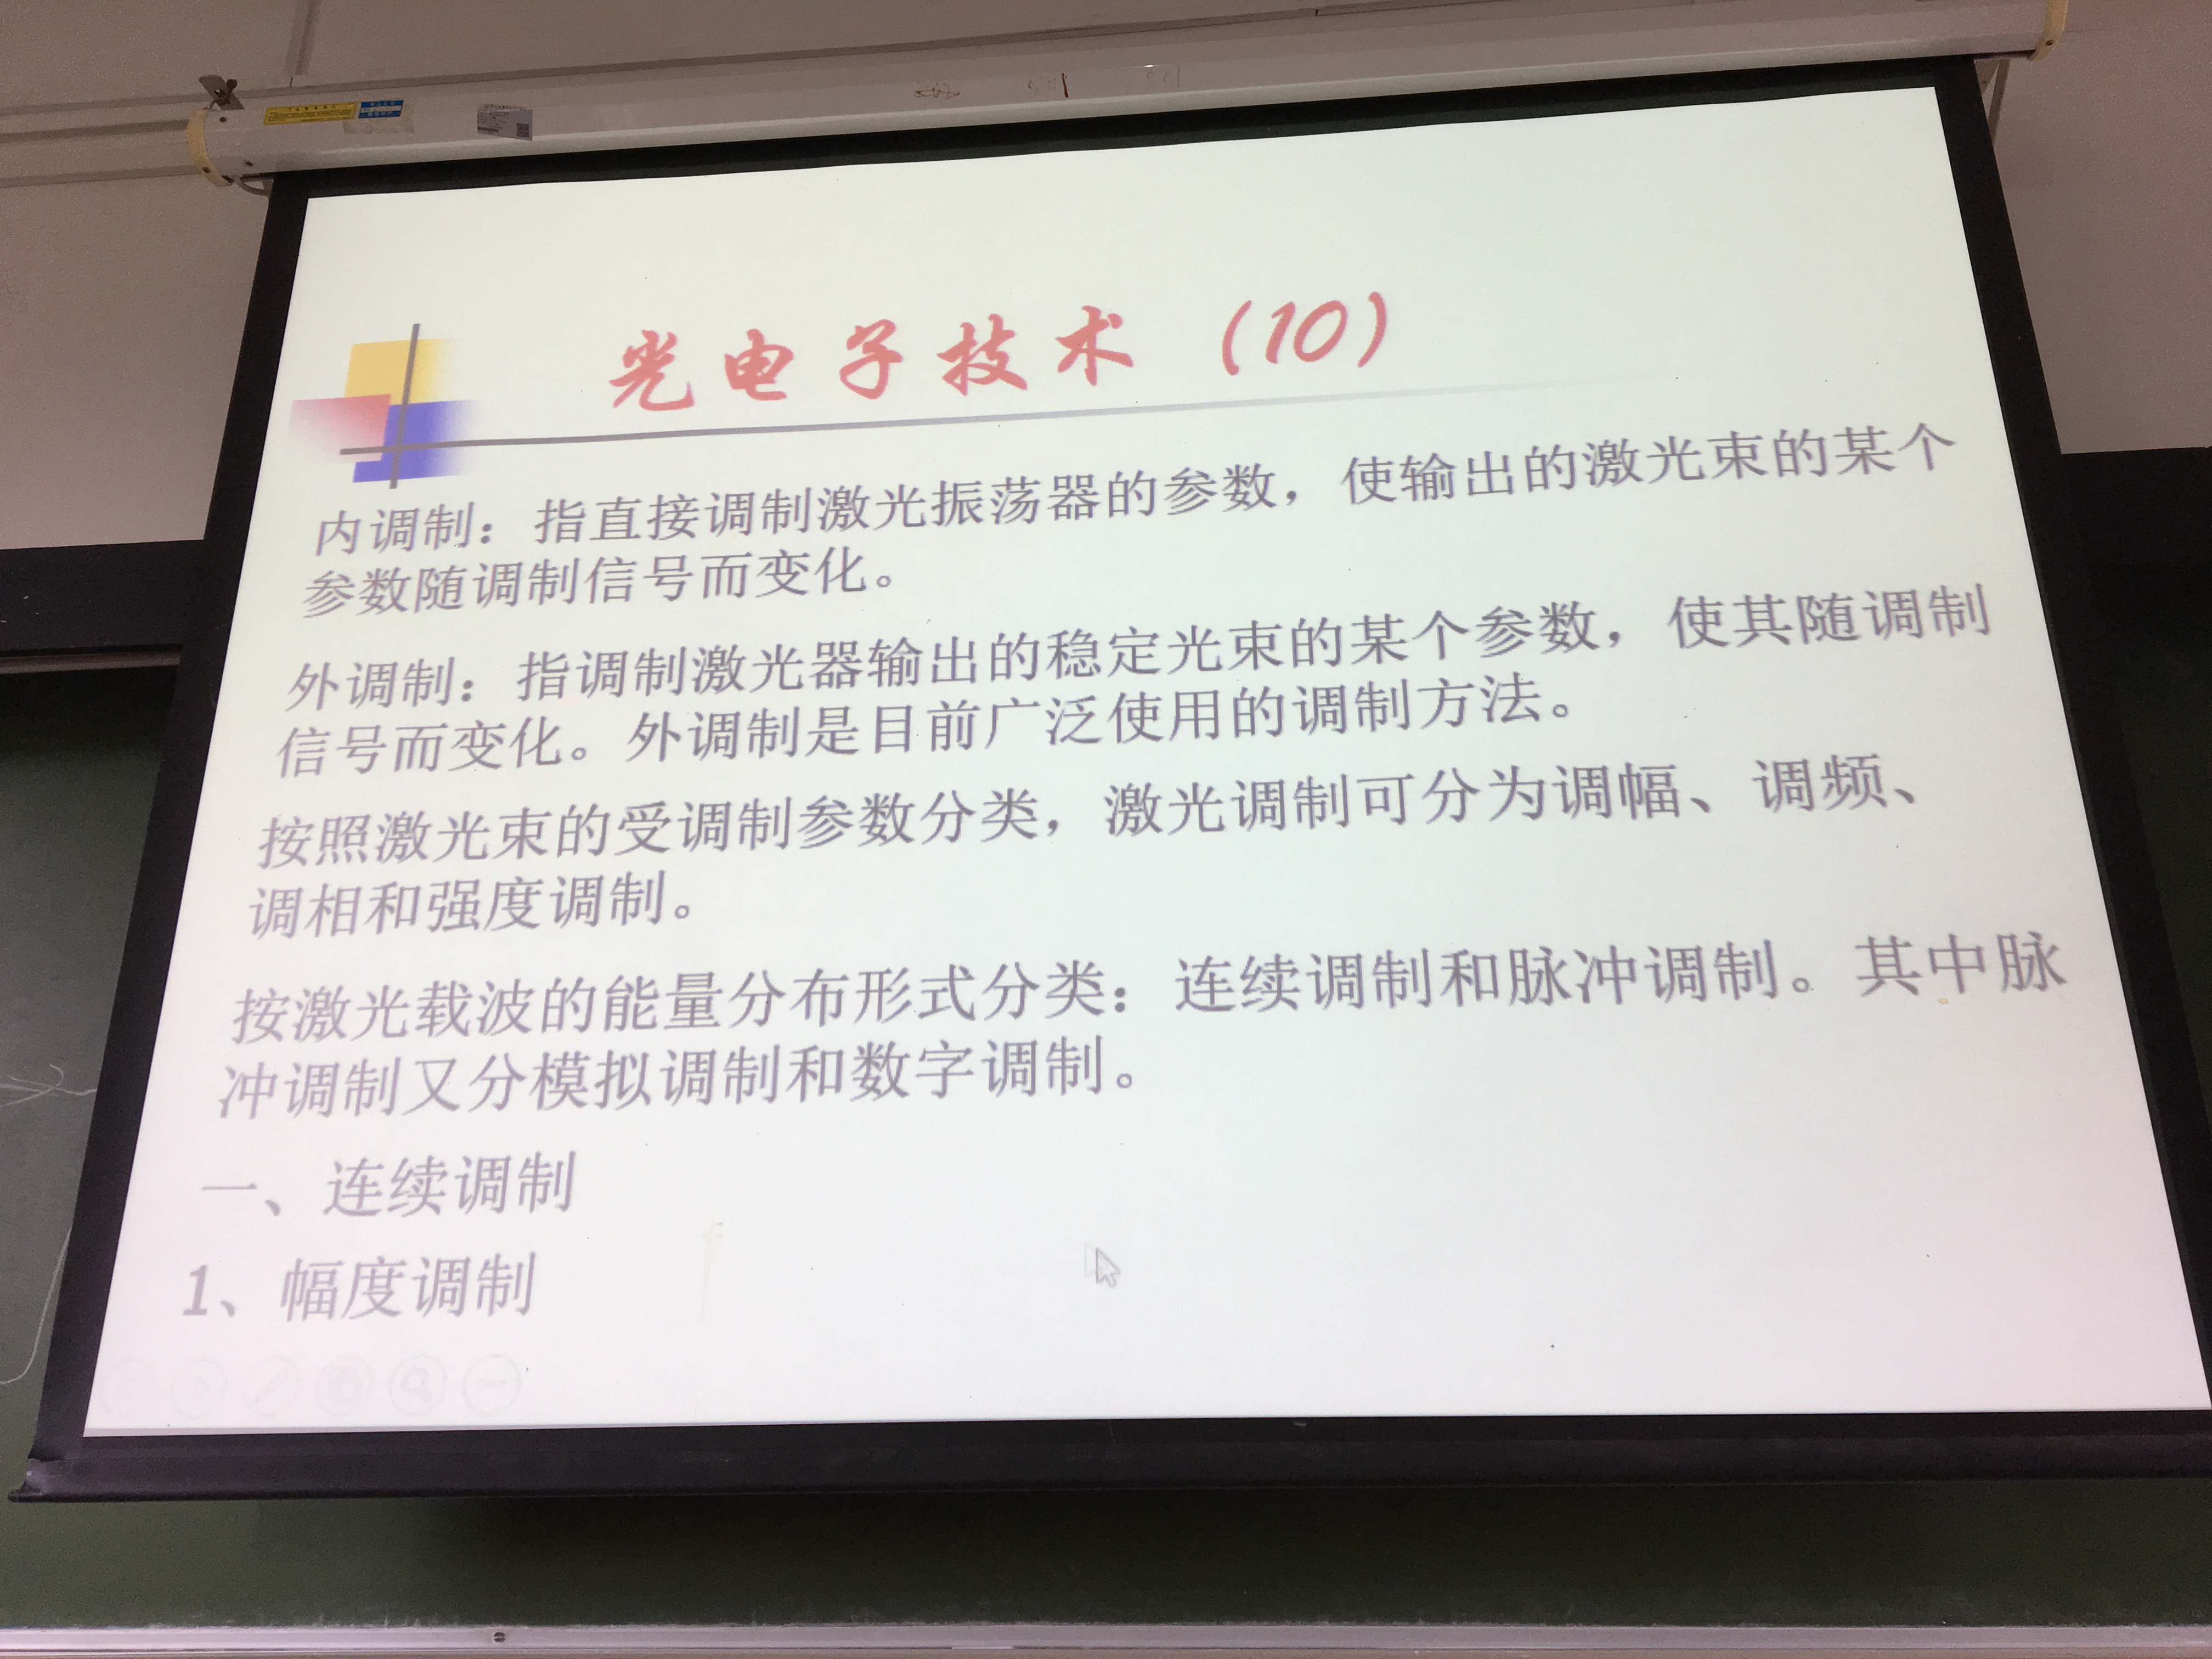 光电子技术（10）
内调制：指直接调制激光振荡器的参数，使输出的激光束的某个
参数随调制信号而变化。
外调制：指调制激光器输出的稳定光束的某个参数，使其随调制
信号而变化。外调制是目前广泛使用的调制方法。
按照激光束的受调制参数分类，激光调制可分为调幅、调频、
调相和强度调制。
按激光载波的能量分布形式分类：连续调制和脉冲调制。其中脉
冲调制又分模拟调制和数字调制。
一、连续调制
1、幅度调制